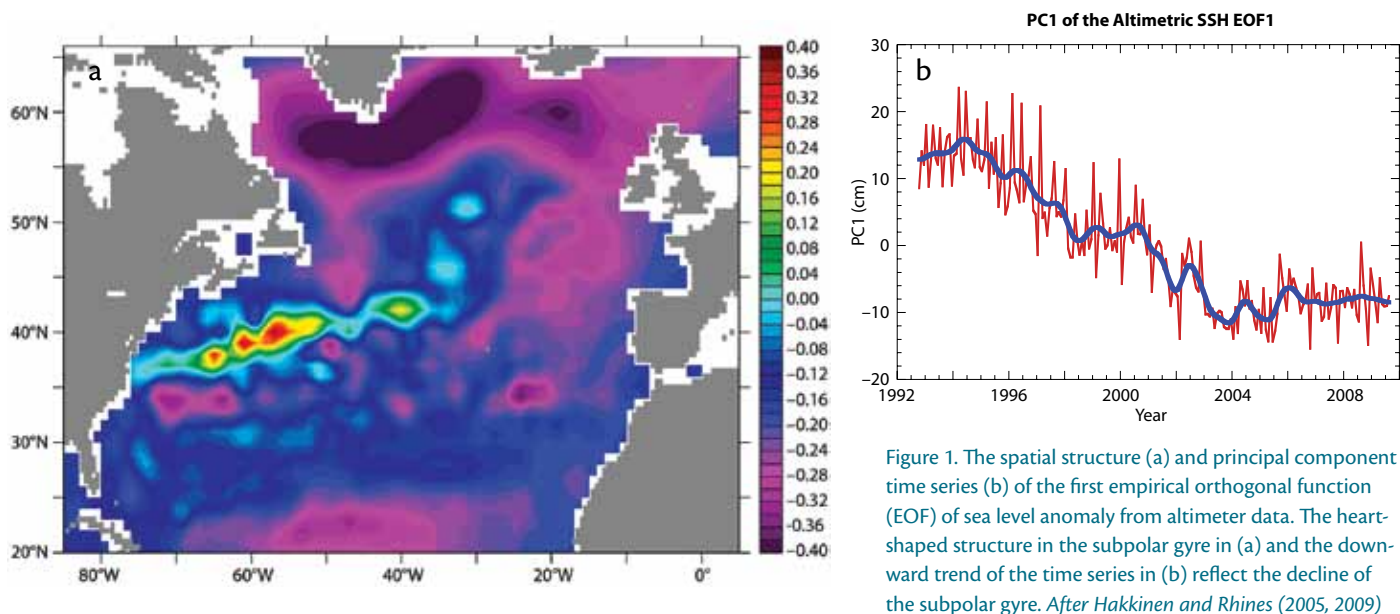 a
60°N
50°N
40°N
30°N
20°N
80°W 60°W 40°W 20°W 0°
0.40
0.36
0.32
0.28
0.24
0.20
0.16
0.12
0.08
0.04
0.00
−0.04
−0.08
−0.12
−0.16
−0.20
−0.24
−0.28
−0.32
−0.36
−0.40
PC1 of the Altimetric SSH EOF1
b
30
20
10
0
−10
−20
PC1 (cm)
1992 1996 2000 2004 2008
Year
Figure 1. The spatial structure (a) and principal component
time series (b) of the first empirical orthogonal function
(EOF) of sea level anomaly from altimeter data. The heart-
shaped structure in the subpolar gyre in (a) and the down-
ward trend of the time series in (b) reflect the decline of
the subpolar gyre. After Hakkinen and Rhines (2005, 2009)